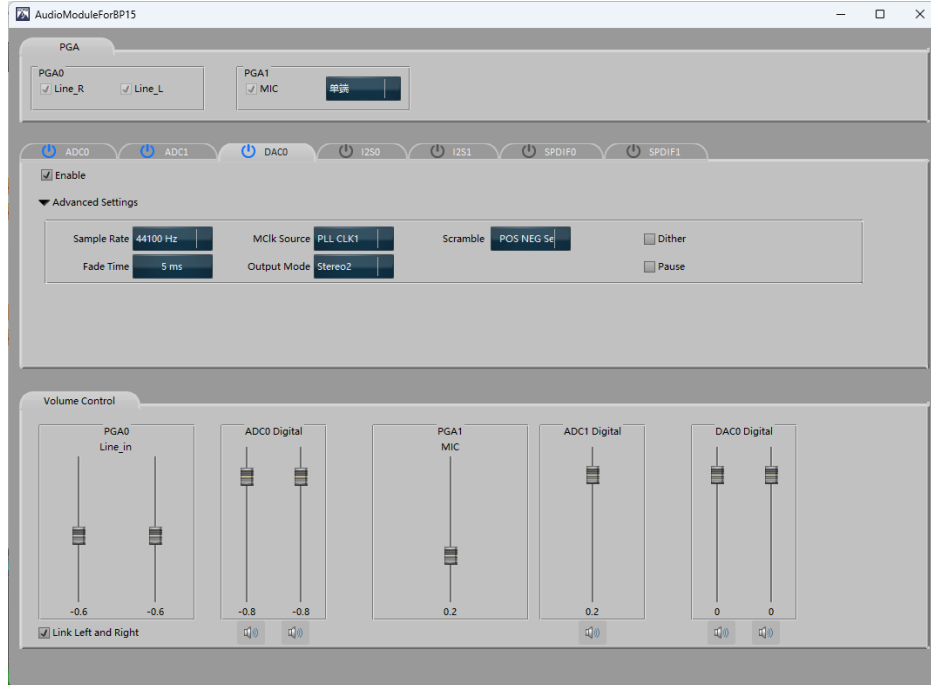 AudioModuleForBP15
PGA
PGA0
Line_R Line_L
PGA1
MIC 单端
ADC0 ADC1 DAC0 I2S0 I2S1 SPDIF0 SPDIF1
Enable
Advanced Settings
Sample Rate 44100 Hz MClk Source PLL CLK1 Scramble POS NEG Se Dither
Fade Time 5 ms Output Mode Stereo2 Pause
Volume Control
PGA0 ADC0 Digital PGA1 ADC1 Digital DAC0 Digital
Line_in MIC
-0.6 -0.6 -0.8 -0.8 0.2 0.2 0 0
Link Left and Right